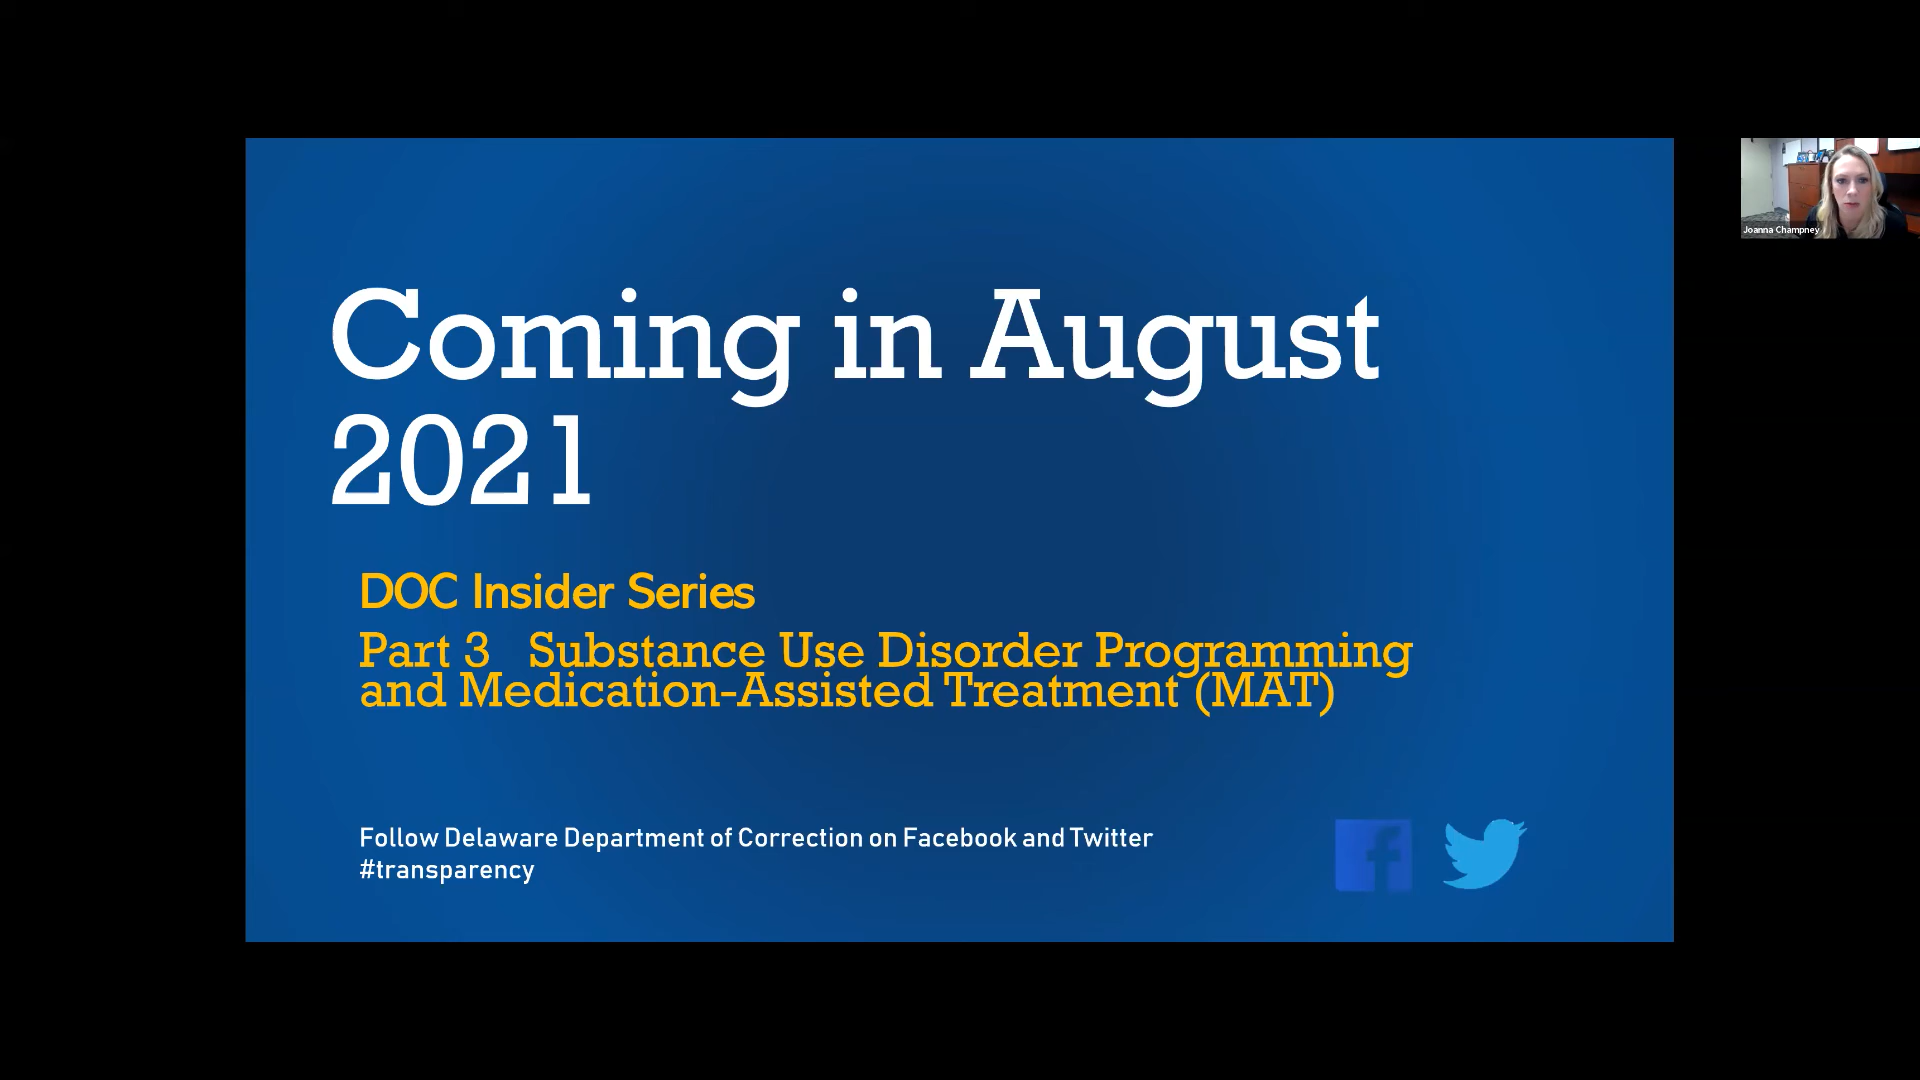 Coming in August
2021
DOC Insider Series
Part 3 Substance Use Disorder Programming
and Medication-Assisted Treatment (MAT)
Follow Delaware Department of Correction on Facebook and Twitter
#transparency
Joanna Champney